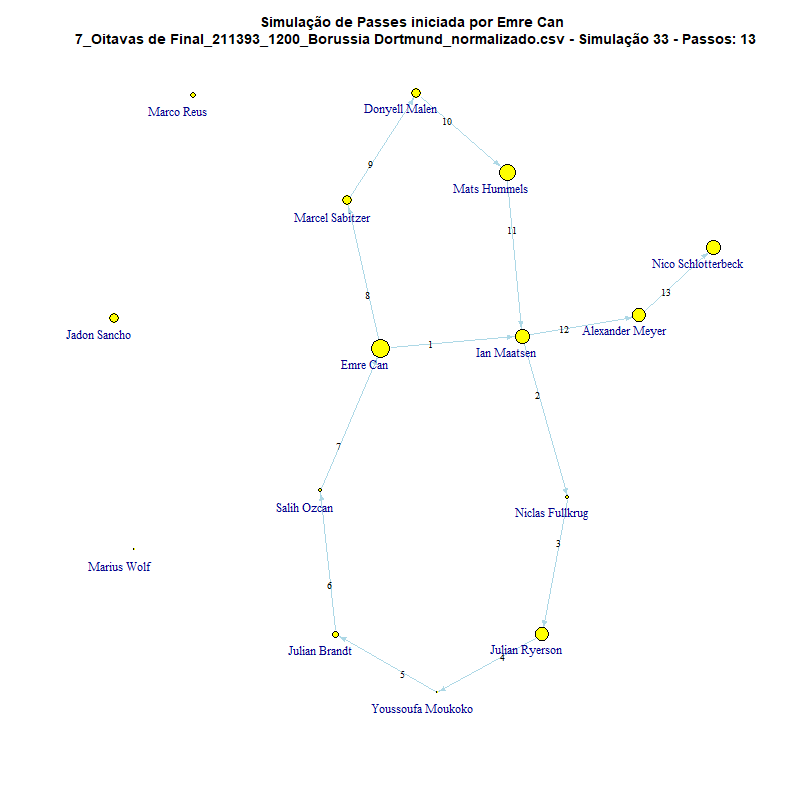 Simulação de Passes iniciada por Emre Can
7_Oitavas de Final_211393_1200_Borussia Dortmund_normalizado.csv - Simulação 33 - Passos: 13
Marco Reus
Donyell Malen
10
9
Mats Hummels
Marcel Sabitzer
11
Nico Schlotterbeck
13
8
Jadon Sancho
12
Alexander Meyer
1
Ian Maatsen
Emre Can
2
7
Salih Ozcan
Niclas Fullkrug
3
Marius Wolf
6
Julian Brandt
Julian Ryerson
4
5
Youssoufa Moukoko